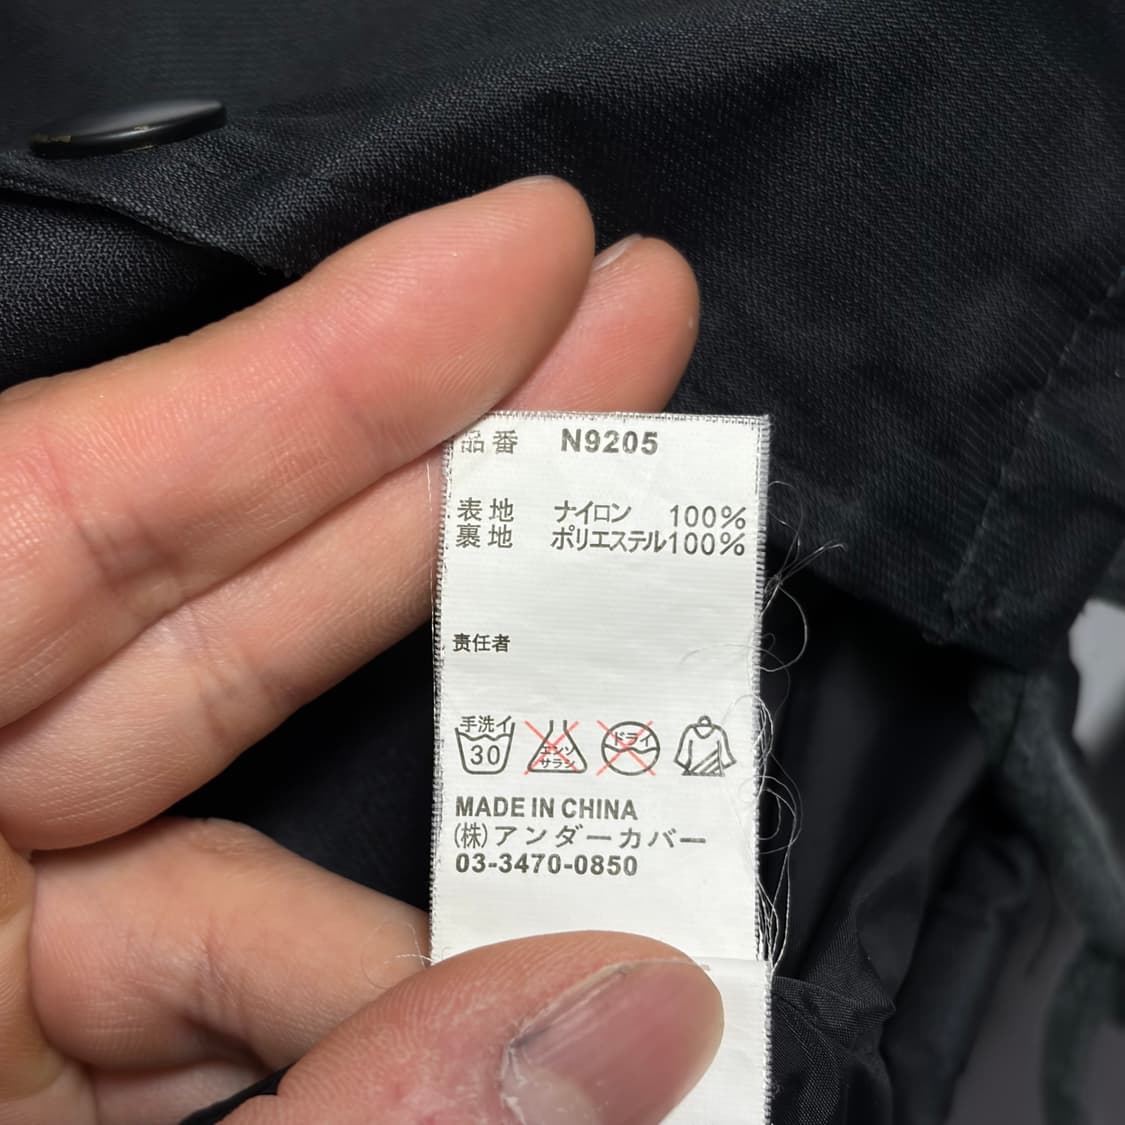 品番 N9205
表地 ナイロン 100%
裏地 ポリエステル100%
责任者
手洗イ 30 エンソサラシ ドライ
MADE IN CHINA
(株)アンダーカバー
03-3470-0850